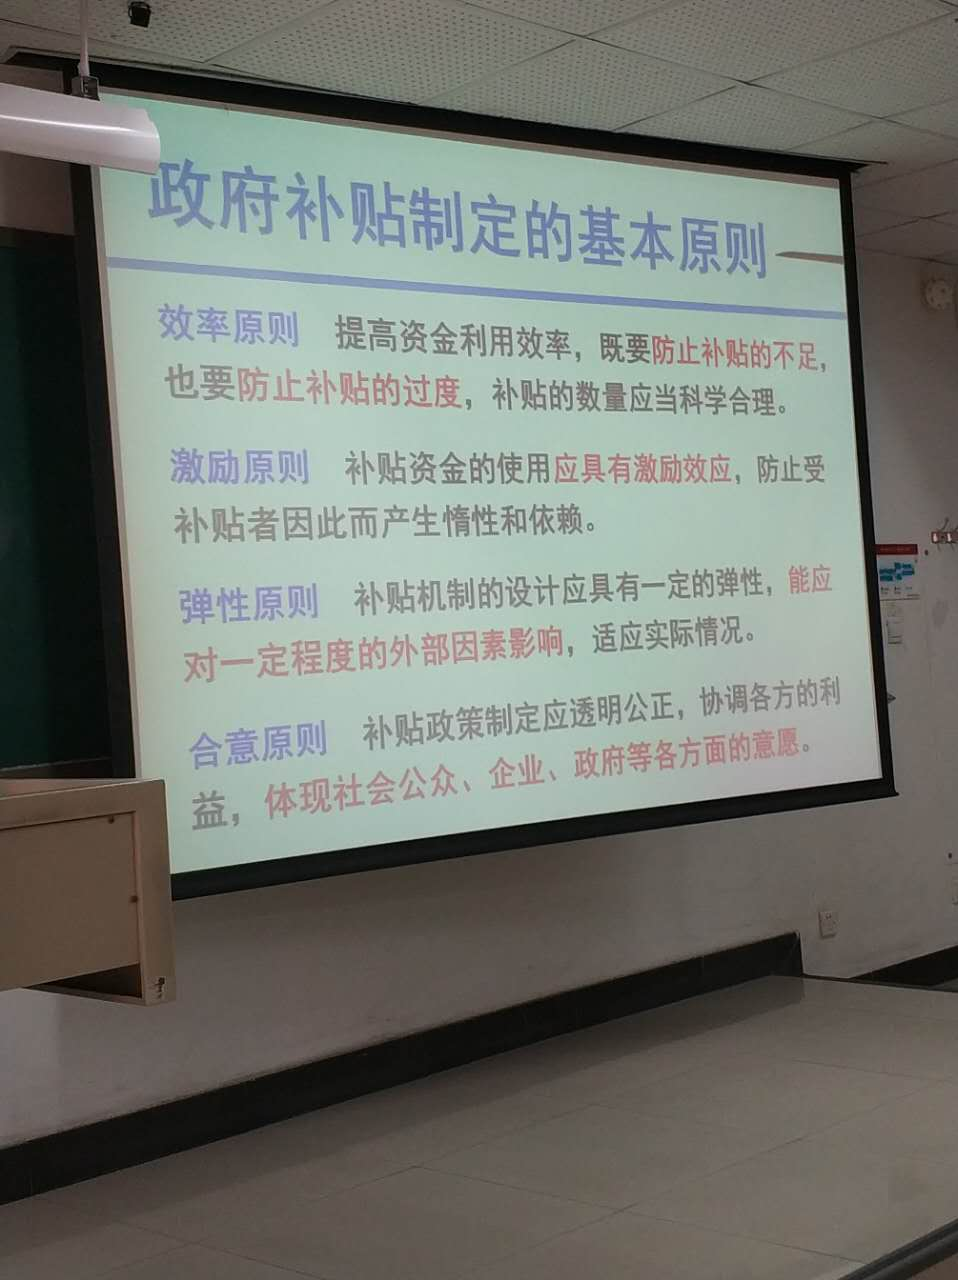 政府补贴制定的基本原则
效率原则 提高资金利用效率，既要防止补贴的不足，
也要防止补贴的过度，补贴的数量应当科学合理。
激励原则 补贴资金的使用应具有激励效应，防止受
补贴者因此而产生惰性和依赖。
弹性原则 补贴机制的设计应具有一定的弹性，能应
对一定程度的外部因素影响，适应实际情况。
合意原则 补贴政策制定应透明公正，协调各方的利
益，体现社会公众、企业、政府等各方面的意愿。